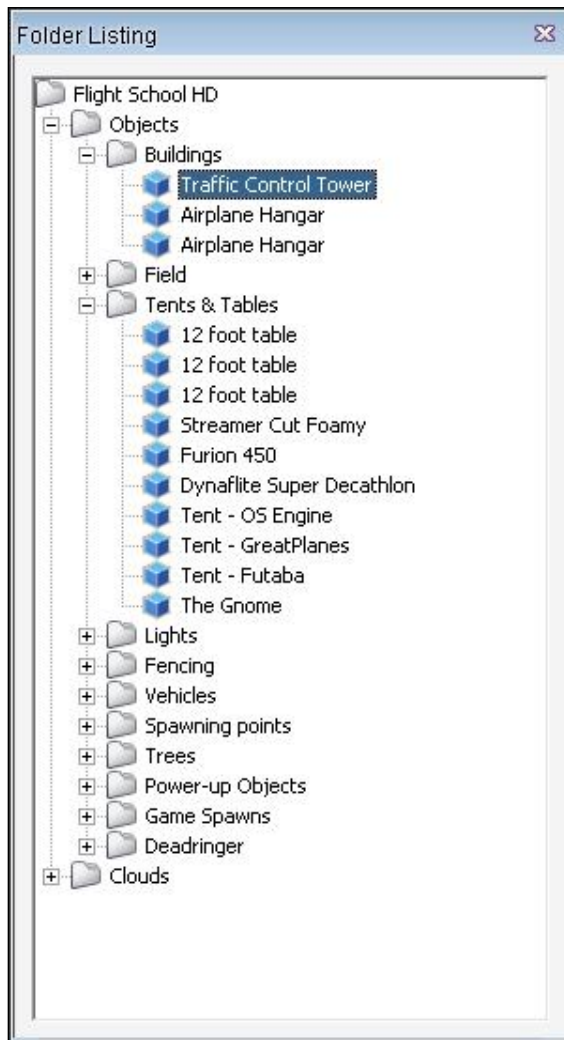 Folder Listing
Flight School HD
Objects
Buildings
Traffic Control Tower
Airplane Hangar
Airplane Hangar
Field
Tents & Tables
12 foot table
12 foot table
12 foot table
Streamer Cut Foamy
Furion 450
Dynaflite Super Decathlon
Tent - OS Engine
Tent - GreatPlanes
Tent - Futaba
The Gnome
Lights
Fencing
Vehicles
Spawning points
Trees
Power-up Objects
Game Spawns
Deadringer
Clouds